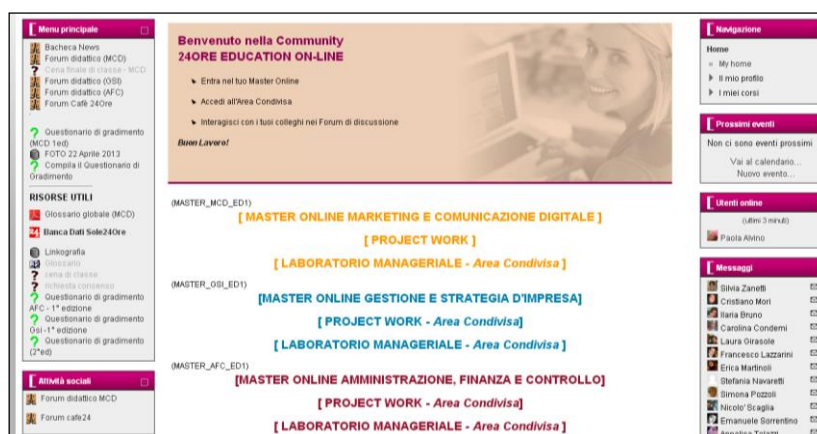 Menu principale
Bacheca News
Forum didattico (MCD)
Cena finale di classe - MCD
Forum didattico (OSI)
Forum didattico (AFC)
Forum Cafè 24Ore
Questionario di gradimento
(MCD 1ed)
FOTO 22 Aprile 2013
Compila il Questionario di
Gradimento
RISORSE UTILI
Glossario globale (MCD)
Banca Dati Sole24Ore
Linkografia
Glossario
cena di classe
richiesta consenso
Questionario di gradimento
AFC - 1° edizione
Questionario di gradimento
Gsi -1° edizione
Questionario di gradimento
(2°ed)
Attività sociali
Forum didattico MCD
Forum cafe24
Benvenuto nella Community
24ORE EDUCATION ON-LINE
Entra nel tuo Master Online
Accedi all'Area Condivisa
Interagisci con i tuoi colleghi nei Forum di discussione
Buon Lavoro!
(MASTER_MCD_ED1)
[ MASTER ONLINE MARKETING E COMUNICAZIONE DIGITALE ]
[ PROJECT WORK ]
[ LABORATORIO MANAGERIALE - Area Condivisa ]
(MASTER_GSI_ED1)
[MASTER ONLINE GESTIONE E STRATEGIA D'IMPRESA]
[ PROJECT WORK - Area Condivisa]
[ LABORATORIO MANAGERIALE - Area Condivisa ]
(MASTER_AFC_ED1)
[MASTER ONLINE AMMINISTRAZIONE, FINANZA E CONTROLLO]
[ PROJECT WORK - Area Condivisa]
[ LABORATORIO MANAGERIALE - Area Condivisa ]
Navigazione
Home
My home
Il mio profilo
I miei corsi
Prossimi eventi
Non ci sono eventi prossimi
Vai al calendario...
Nuovo evento...
Utenti online
(ultimi 3 minuti)
Paola Alvino
Messaggi
Silvia Zanetti
Cristiano Mori
Ilaria Bruno
Carolina Condemi
Laura Girasole
Francesco Lazzarini
Erica Martinoli
Stefania Navaretti
Simona Pozzoli
Nicolo' Scaglia
Emanuele Sorrentino